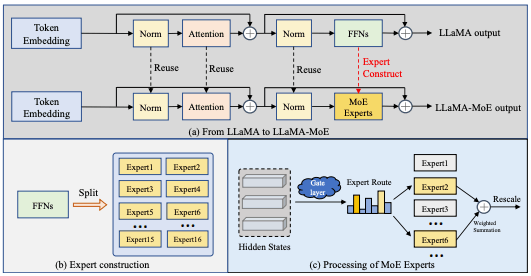 Token
Embedding
Norm
Attention
Norm
FFNs
LLaMA output
Reuse
Reuse
Reuse
Expert
Construct
Token
Embedding
Norm
Attention
Norm
MoE
Experts
LLaMA-MoE output
(a) From LLaMA to LLaMA-MoE
FFNs
Split
Expert1
Expert2
Expert3
Expert4
Expert5
Expert6
•••
•••
Expert15
Expert16
(b) Expert construction
Hidden States
Gate
layer
Expert Route
Expert1
Expert2
Expert3
•••
Expert6
•••
Weighted
Summation
Rescale
(c) Processing of MoE Experts